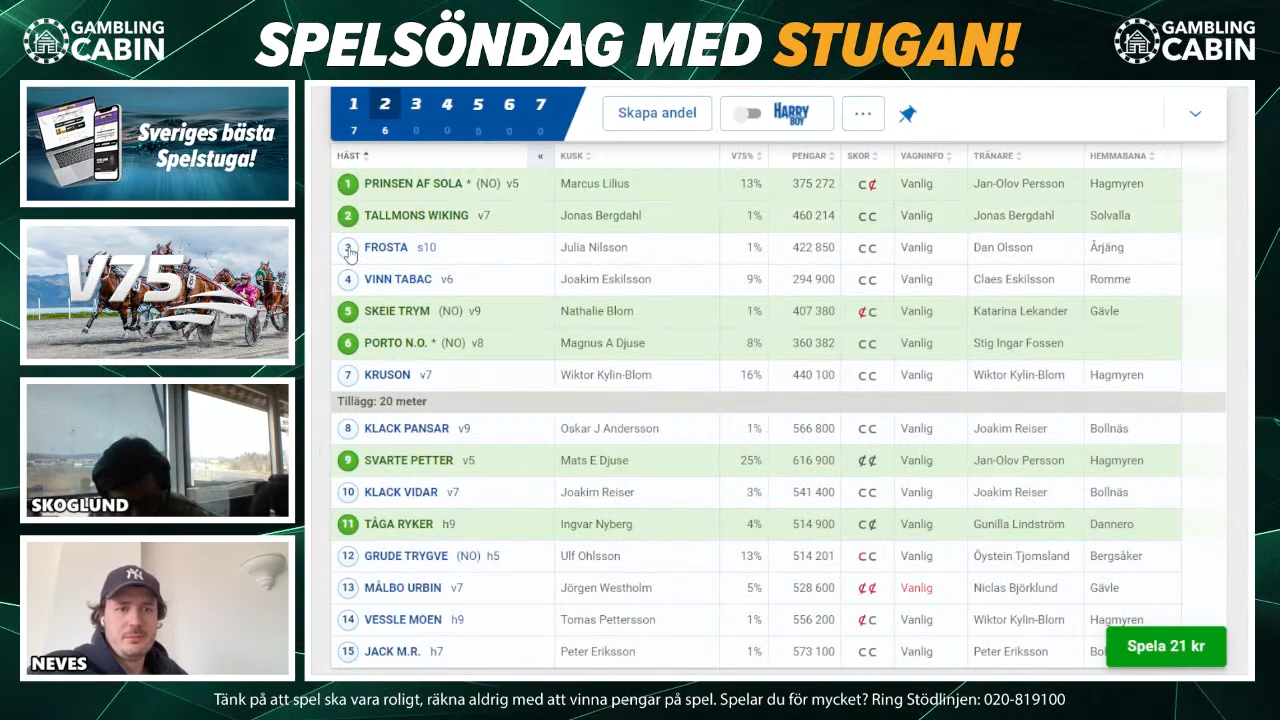 GAMBLING CABIN
SPELSÖNDAG MED STUGAN!
GAMBLING CABIN
Sveriges bästa
Spelstuga!
V75
SKOGLUND
NEVES
1 2 3 4 5 6 7
7 6 0 0 0 0 0
Skapa andel
HARRY BOY
...
HÄST « KUSK V75% PENGAR SKOR VAGNINFO TRÄNARE HEMMABANA
1 PRINSEN AF SOLA * (NO) v5 Marcus Lilius 13% 375 272 C C Vanlig Jan-Olov Persson Hagmyren
2 TALLMONS WIKING v7 Jonas Bergdahl 1% 460 214 C C Vanlig Jonas Bergdahl Solvalla
3 FROSTA s10 Julia Nilsson 1% 422 850 C C Vanlig Dan Olsson Årjäng
4 VINN TABAC v6 Joakim Eskilsson 9% 294 900 C C Vanlig Claes Eskilsson Romme
5 SKEIE TRYM (NO) v9 Nathalie Blom 1% 407 380 C C Vanlig Katarina Lekander Gävle
6 PORTO N.O. * (NO) v8 Magnus A Djuse 8% 360 382 C C Vanlig Stig Ingar Fossen
7 KRUSON v7 Wiktor Kylin-Blom 16% 440 100 C C Vanlig Wiktor Kylin-Blom Hagmyren
Tillägg: 20 meter
8 KLACK PANSAR v9 Oskar J Andersson 1% 566 800 C C Vanlig Joakim Reiser Bollnäs
9 SVARTE PETTER v5 Mats E Djuse 25% 616 900 C C Vanlig Jan-Olov Persson Hagmyren
10 KLACK VIDAR v7 Joakim Reiser 3% 541 400 C C Vanlig Joakim Reiser Bollnäs
11 TÅGA RYKER h9 Ingvar Nyberg 4% 514 900 C C Vanlig Gunilla Lindström Dannero
12 GRUDE TRYGVE (NO) h5 Ulf Ohlsson 13% 514 201 C C Vanlig Öystein Tjomsland Bergsåker
13 MÅLBO URBIN v7 Jörgen Westholm 5% 528 600 C C Vanlig Niclas Björklund Gävle
14 VESSLE MOEN h9 Tomas Pettersson 1% 556 200 C C Vanlig Wiktor Kylin-Blom Hagmyren
15 JACK M.R. h7 Peter Eriksson 1% 573 100 C C Vanlig Peter Eriksson
Spela 21 kr
Tänk på att spel ska vara roligt, räkna aldrig med att vinna pengar på spel. Spelar du för mycket? Ring Stödlinjen: 020-819100